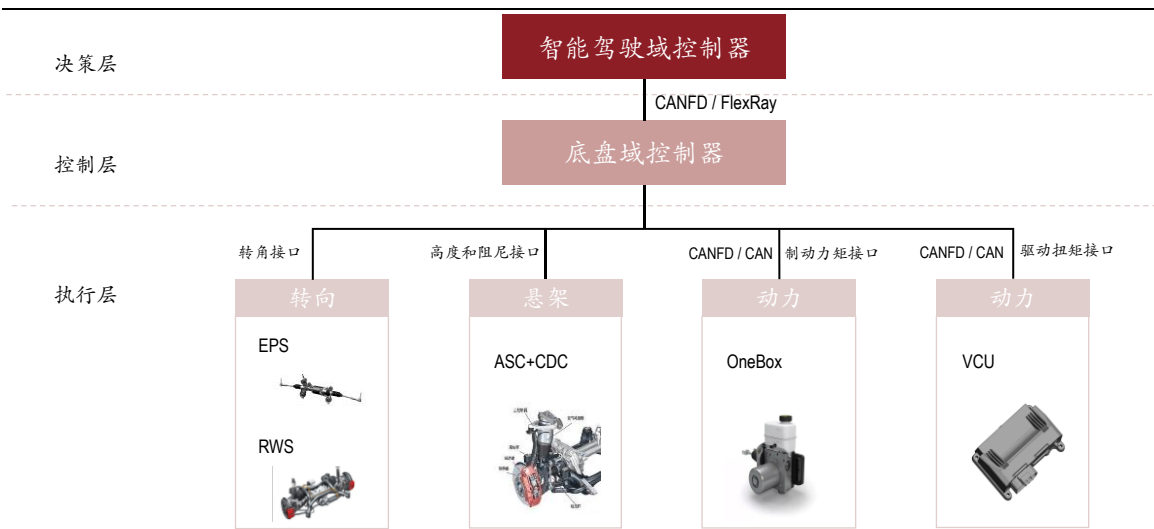 智能驾驶域控制器
决策层
CANFD / FlexRay
底盘域控制器
控制层
转角接口
高度和阻尼接口
CANFD / CAN
制动力矩接口
CANFD / CAN
驱动扭矩接口
执行层
转向
悬架
动力
动力
EPS
ASC+CDC
OneBox
VCU
RWS